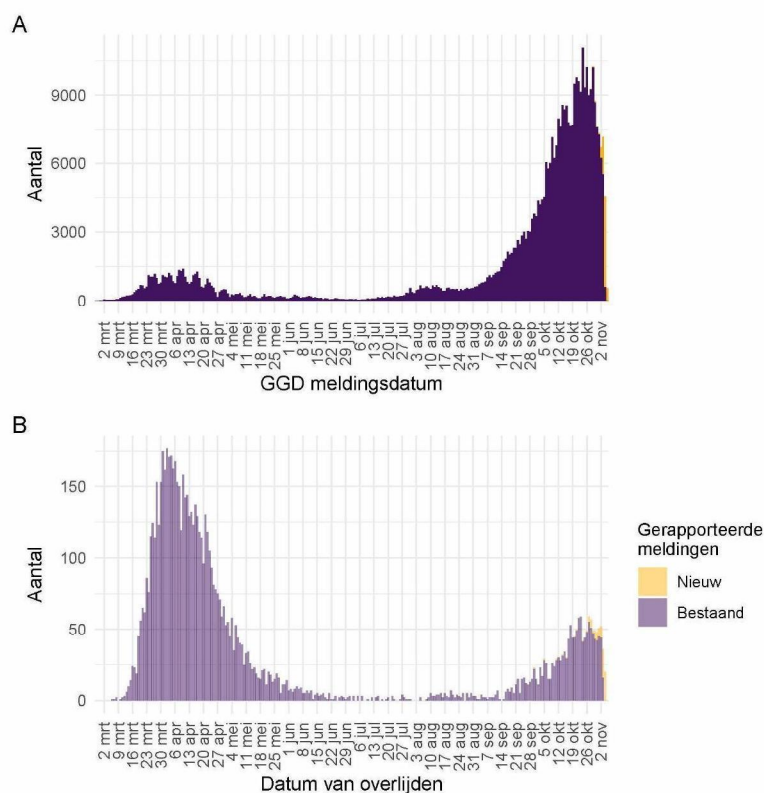 A
Aantal
9000
6000
3000
0
2 mrt
9 mrt
16 mrt
23 mrt
30 mrt
6 apr
13 apr
20 apr
27 apr
4 mei
11 mei
18 mei
25 mei
1 jun
8 jun
15 jun
22 jun
29 jun
6 jul
13 jul
20 jul
27 jul
3 aug
10 aug
17 aug
24 aug
31 aug
7 sep
14 sep
21 sep
28 sep
5 okt
12 okt
19 okt
26 okt
2 nov
GGD meldingsdatum
B
Aantal
150
100
50
0
2 mrt
9 mrt
16 mrt
23 mrt
30 mrt
6 apr
13 apr
20 apr
27 apr
4 mei
11 mei
18 mei
25 mei
1 jun
8 jun
15 jun
22 jun
29 jun
6 jul
13 jul
20 jul
27 jul
3 aug
10 aug
17 aug
24 aug
31 aug
7 sep
14 sep
21 sep
28 sep
5 okt
12 okt
19 okt
26 okt
2 nov
Datum van overlijden
Gerapporteerde
meldingen
Nieuw
Bestaand